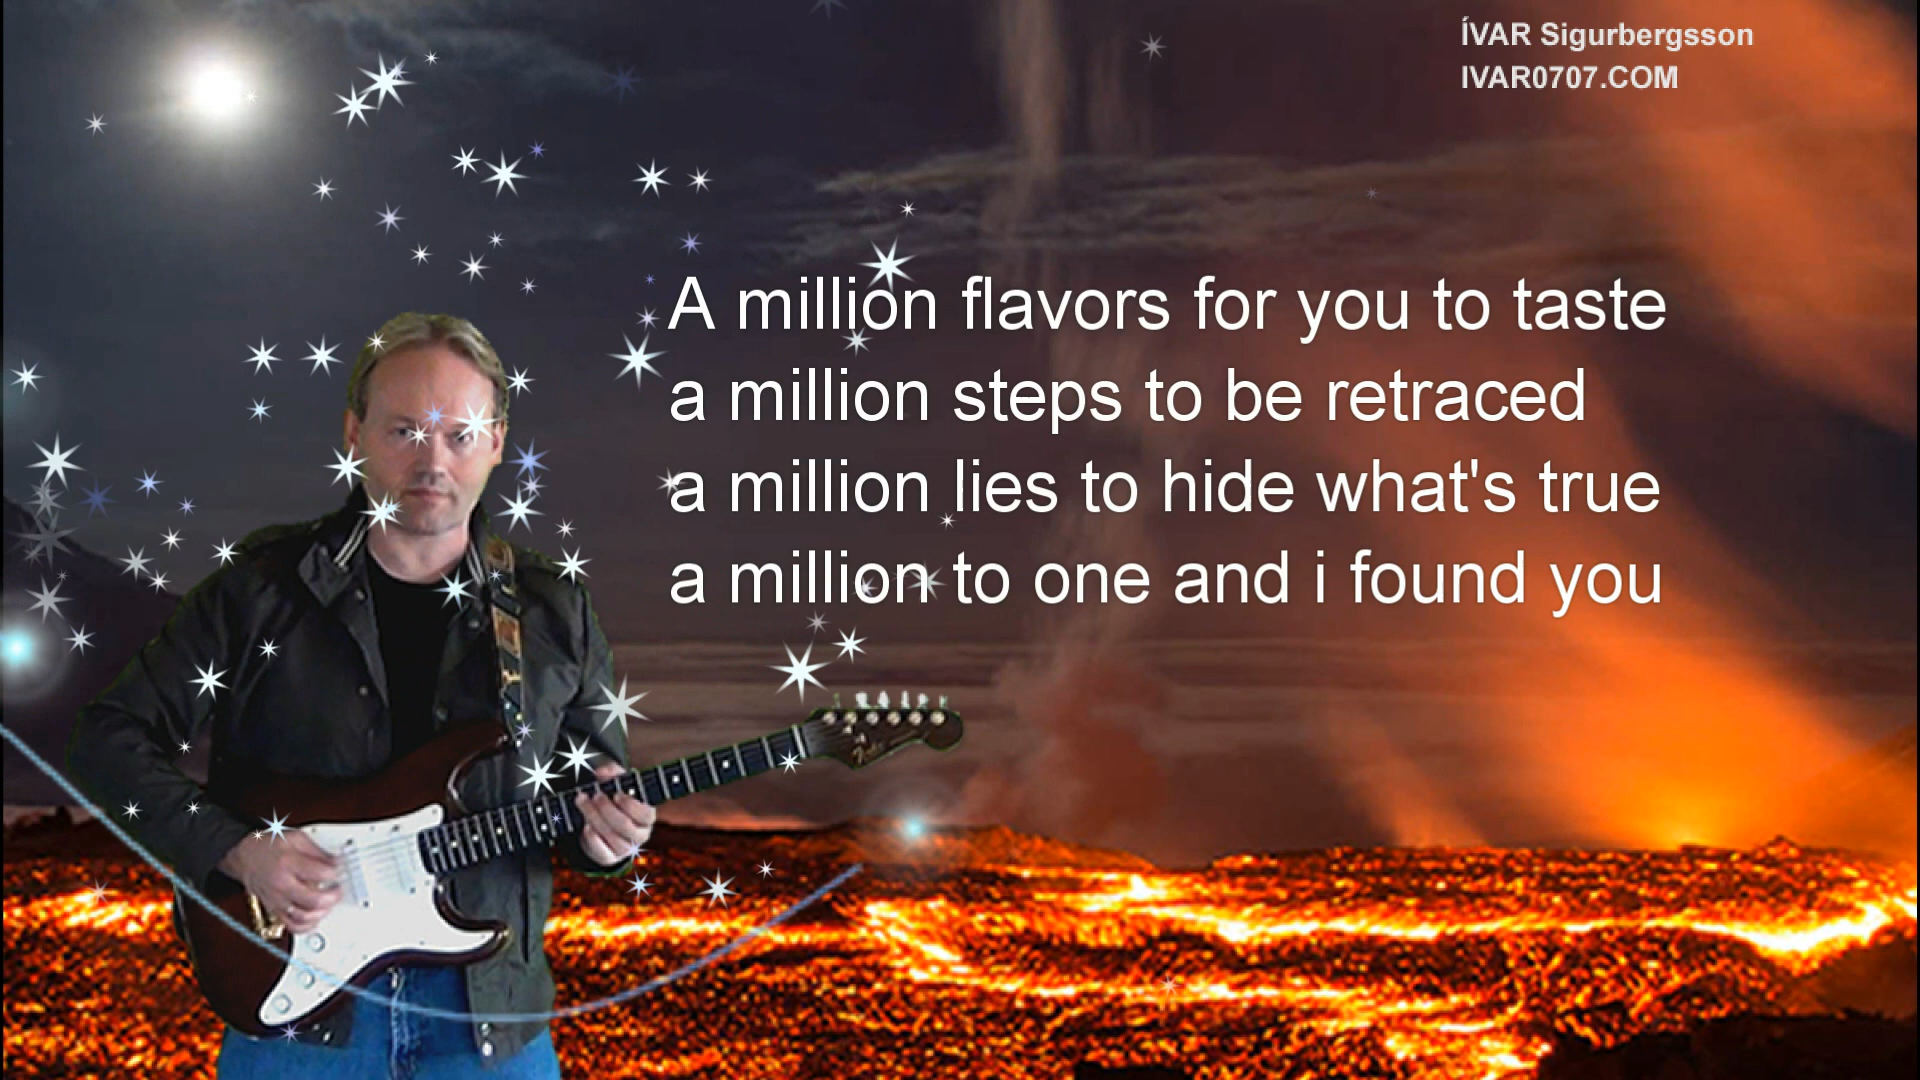 ÍVAR Sigurbergsson
IVAR0707.COM
A million flavors for you to taste
a million steps to be retraced
a million lies to hide what's true
a million to one and i found you